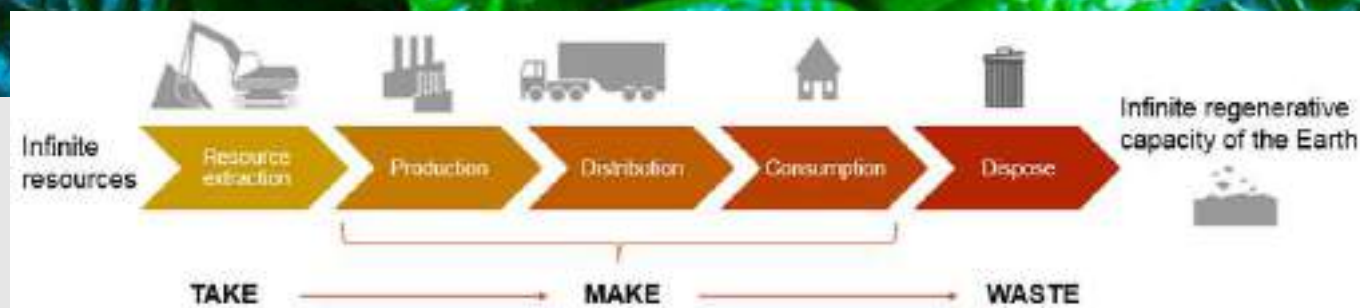 Infinite
resources
Resource
extraction
Production
Distribution
Consumption
Dispose
Infinite regenerative
capacity of the Earth
TAKE
MAKE
WASTE